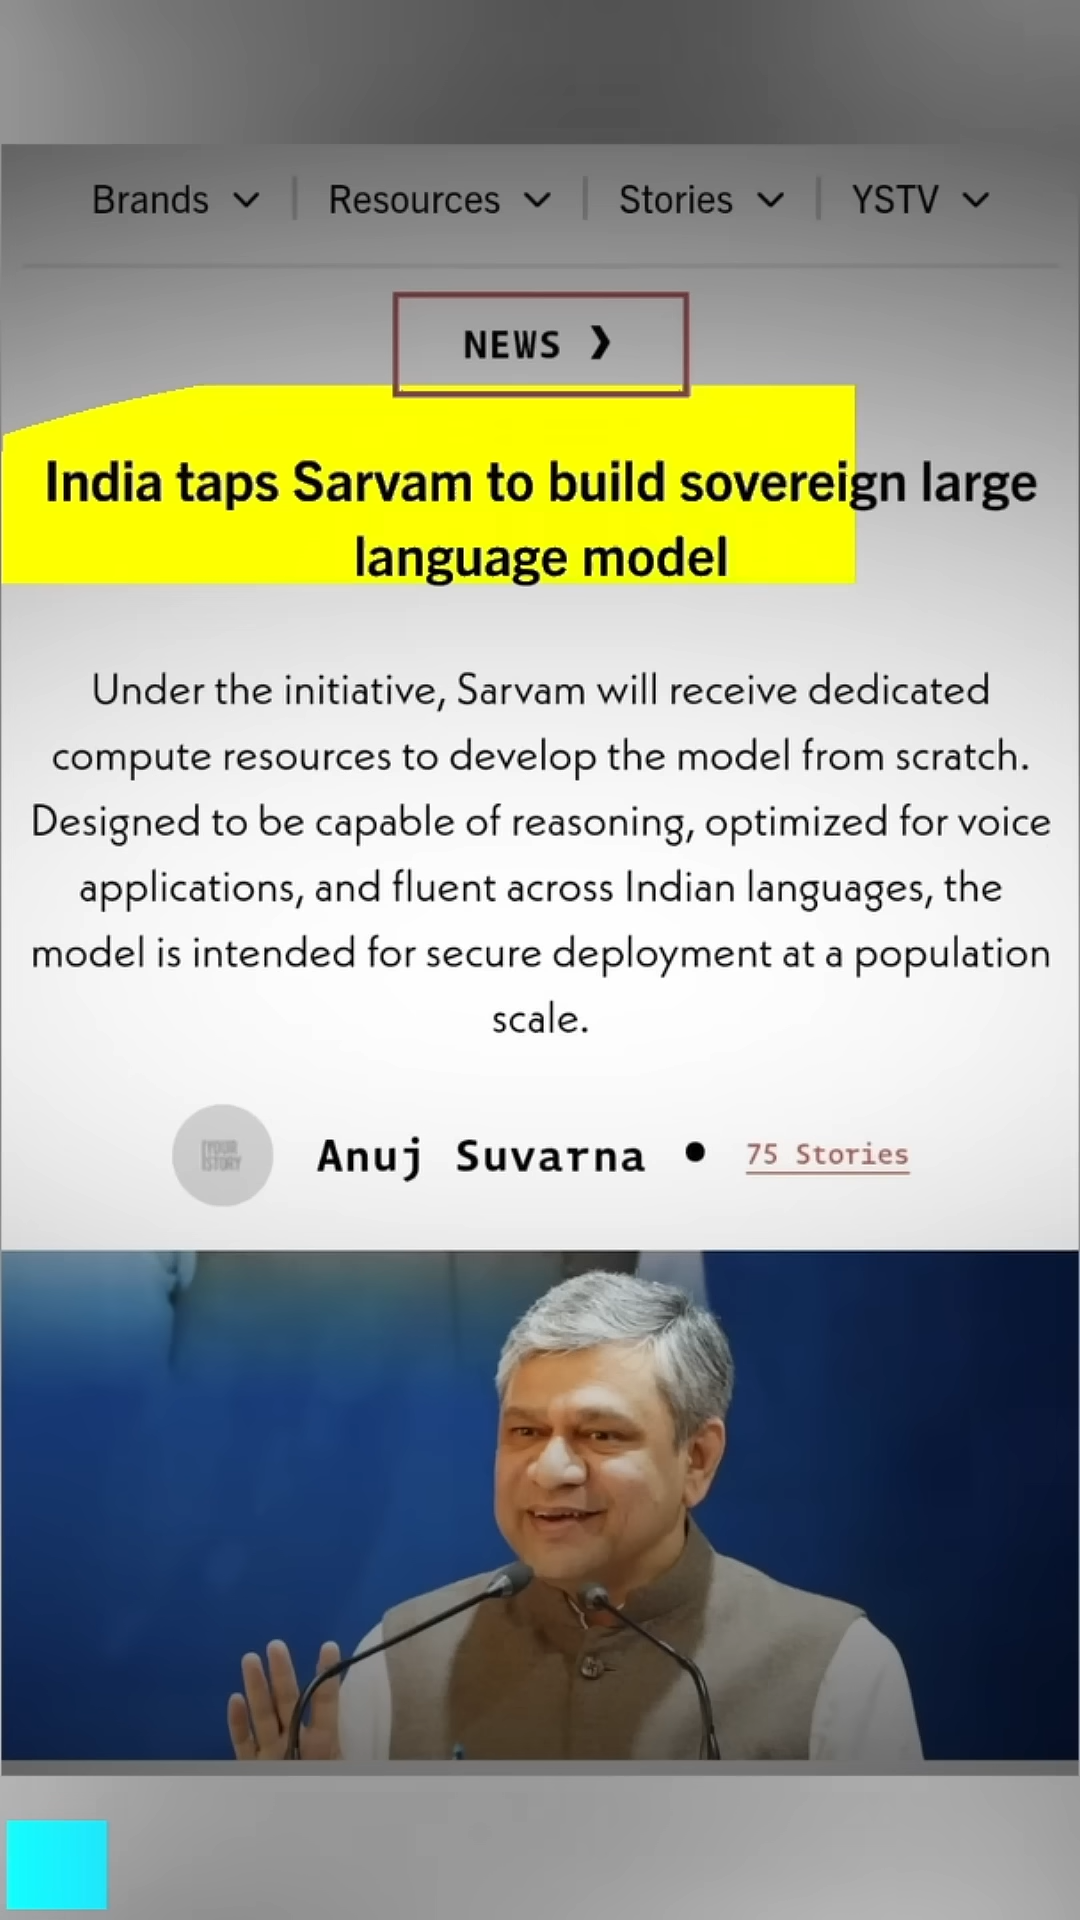 Brands | Resources | Stories | YSTV
NEWS ❯
India taps Sarvam to build sovereign large
language model
Under the initiative, Sarvam will receive dedicated
compute resources to develop the model from scratch.
Designed to be capable of reasoning, optimized for voice
applications, and fluent across Indian languages, the
model is intended for secure deployment at a population
scale.
YOUR
STORY
Anuj Suvarna • 75 Stories